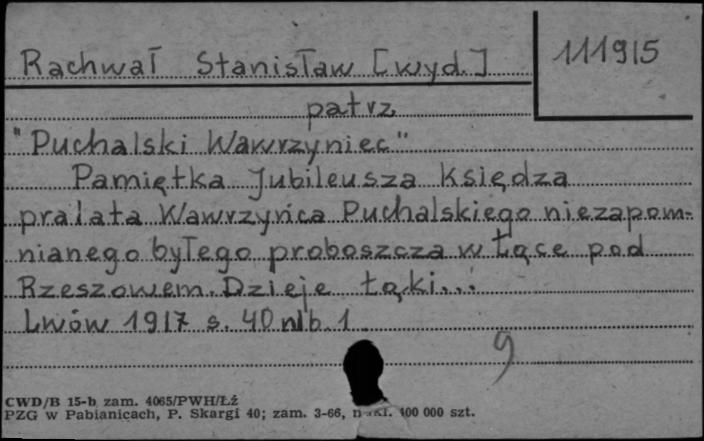 Rachwał Stanisław [wyd.]
111915
patrz
"Puchalski Wawrzyniec"
Pamiętka Jubileusza Księdza
prałata Wawrzyńca Puchalskiego niezapom-
nianego byłego proboszcza w Łące pod
Rzeszowem. Dzieje Łąki...
Lwów 1917 s. 40 nlb. 1
9
CWD/B 15-b zam. 4065/PWH/Łź
PZG w Pabianicach, P. Skargi 40; zam. 3-66, 100 000 szt.